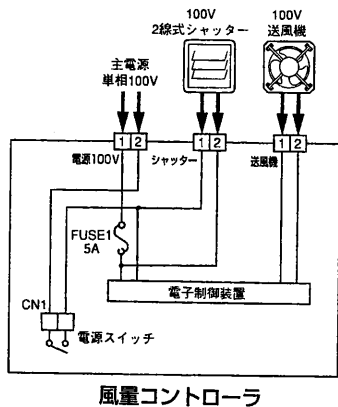 100V
2線式シャッター
100V
送風機
主電源
単相100V
1 2
1 2
1 2
電源100V
シャッター
送風機
FUSE1
5A
電子制御装置
CN1
電源スイッチ
風量コントローラ